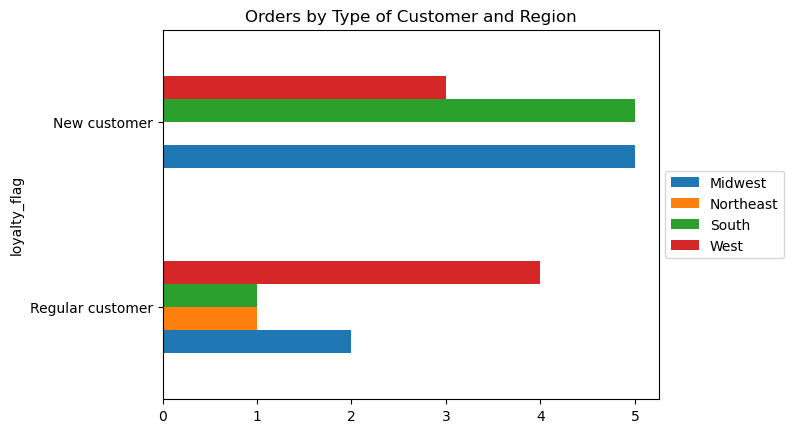 Orders by Type of Customer and Region
loyalty_flag
New customer
Regular customer
0 1 2 3 4 5
Midwest
Northeast
South
West